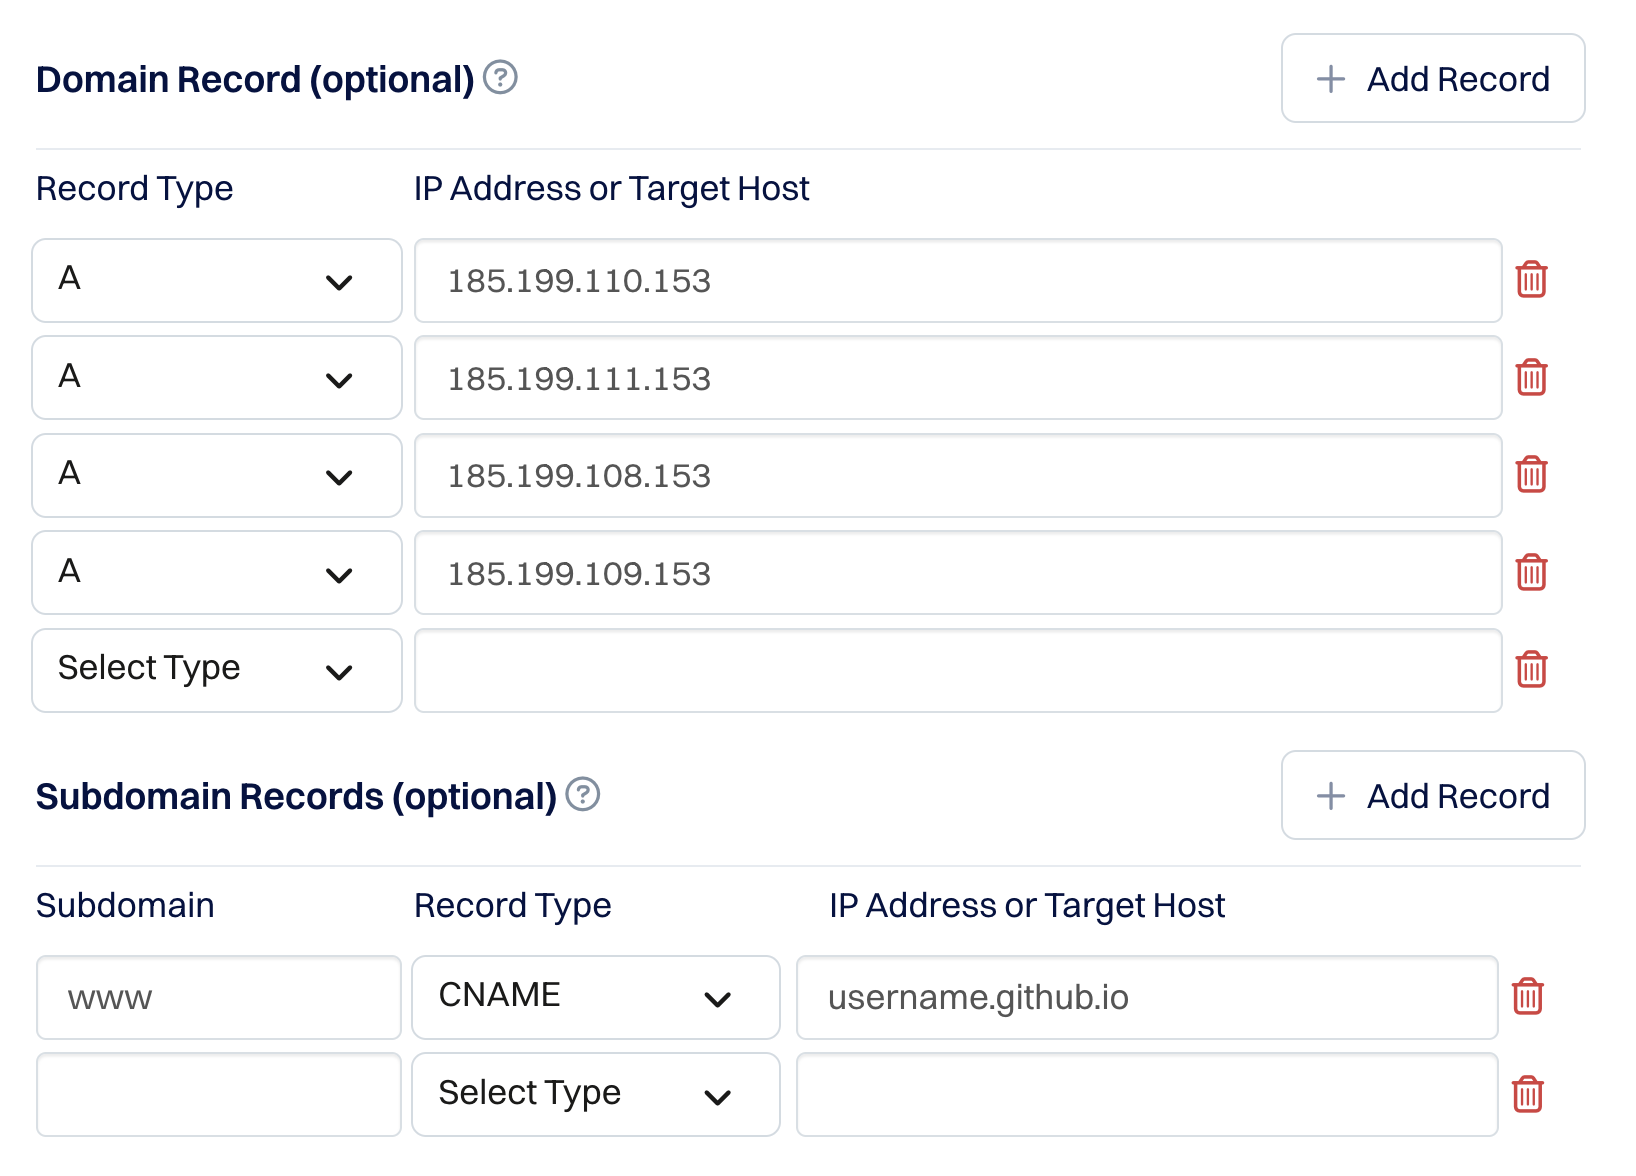 Domain Record (optional) ?
+ Add Record
Record Type IP Address or Target Host
A 185.199.110.153
A 185.199.111.153
A 185.199.108.153
A 185.199.109.153
Select Type
Subdomain Records (optional) ?
+ Add Record
Subdomain Record Type IP Address or Target Host
www CNAME username.github.io
Select Type